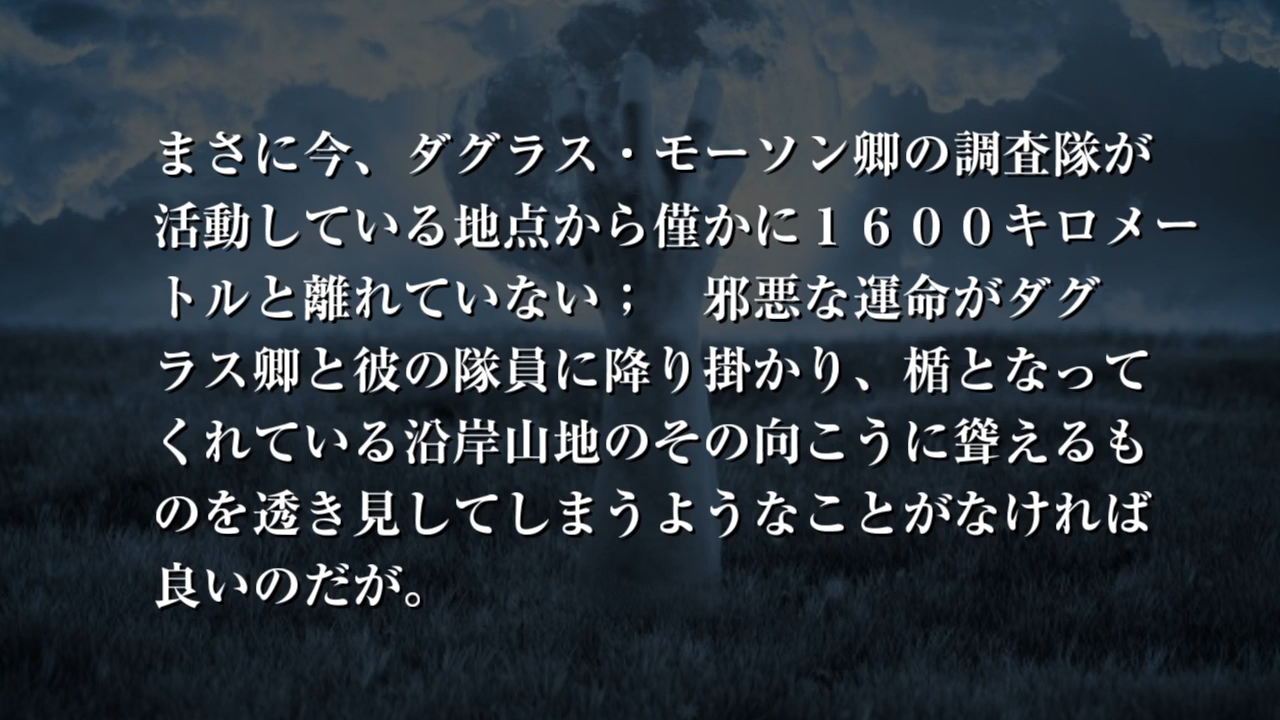 まさに今、ダグラス・モーソン卿の調査隊が
活動している地点から僅かに１６００キロメー
トルと離れていない；　邪悪な運命がダグ
ラス卿と彼の隊員に降り掛かり、楯となって
くれている沿岸山地のその向こうに聳えるも
のを透き見してしまうようなことがなければ
良いのだが。